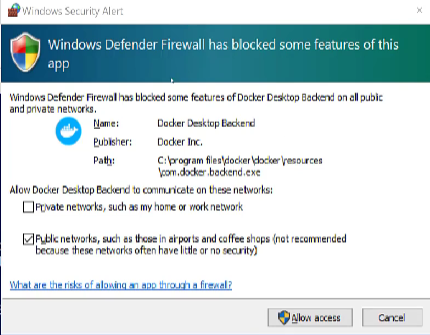 Windows Security Alert
Windows Defender Firewall has blocked some features of this
app
Windows Defender Firewall has blocked some features of Docker Desktop Backend on all public
and private networks.
Name: Docker Desktop Backend
Publisher: Docker Inc.
Path: C:\program files\docker\docker\resources
\com.docker.backend.exe
Allow Docker Desktop Backend to communicate on these networks:
Private networks, such as my home or work network
Public networks, such as those in airports and coffee shops (not recommended
because these networks often have little or no security)
What are the risks of allowing an app through a firewall?
Allow access Cancel